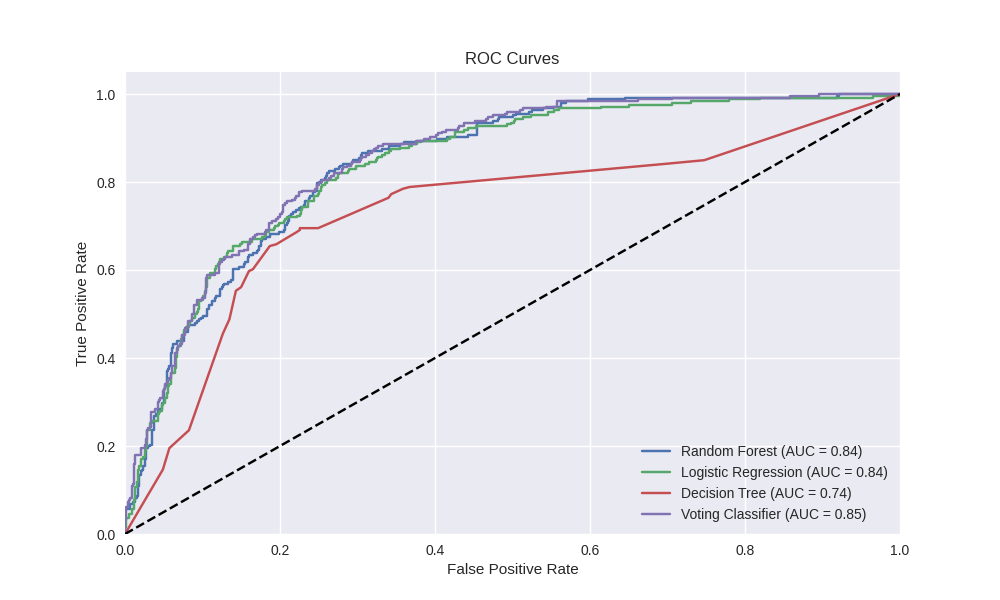 ROC Curves
True Positive Rate
1.0
0.8
0.6
0.4
0.2
0.0
Random Forest (AUC = 0.84)
Logistic Regression (AUC = 0.84)
Decision Tree (AUC = 0.74)
Voting Classifier (AUC = 0.85)
0.0 0.2 0.4 0.6 0.8 1.0
False Positive Rate